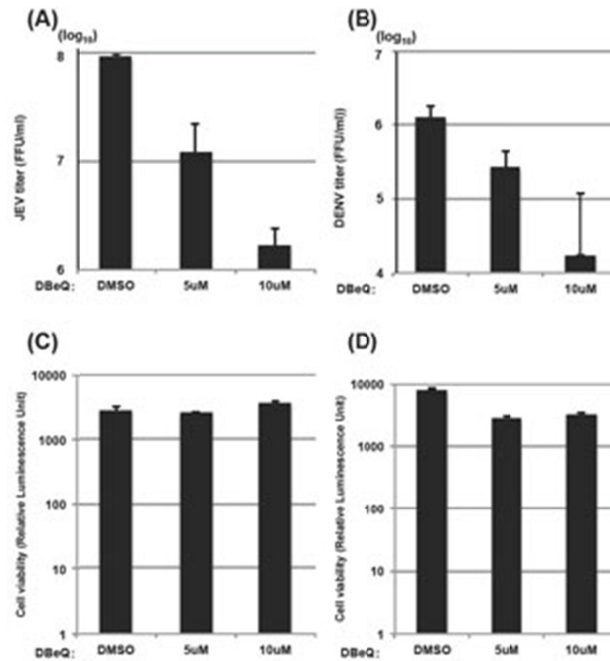 (A)
(log10)
8
7
6
JEV titer (FFU/ml)
DBeQ: DMSO 5uM 10uM
(B)
(log10)
7
6
5
4
DENV titer (FFU/ml))
DBeQ: DMSO 5uM 10uM
(C)
10000
1000
100
10
1
Cell viability (Relative Luminescence Unit)
DBeQ: DMSO 5uM 10uM
(D)
10000
1000
100
10
1
Cell viability (Relative Luminescence Unit)
DBeQ: DMSO 5uM 10uM